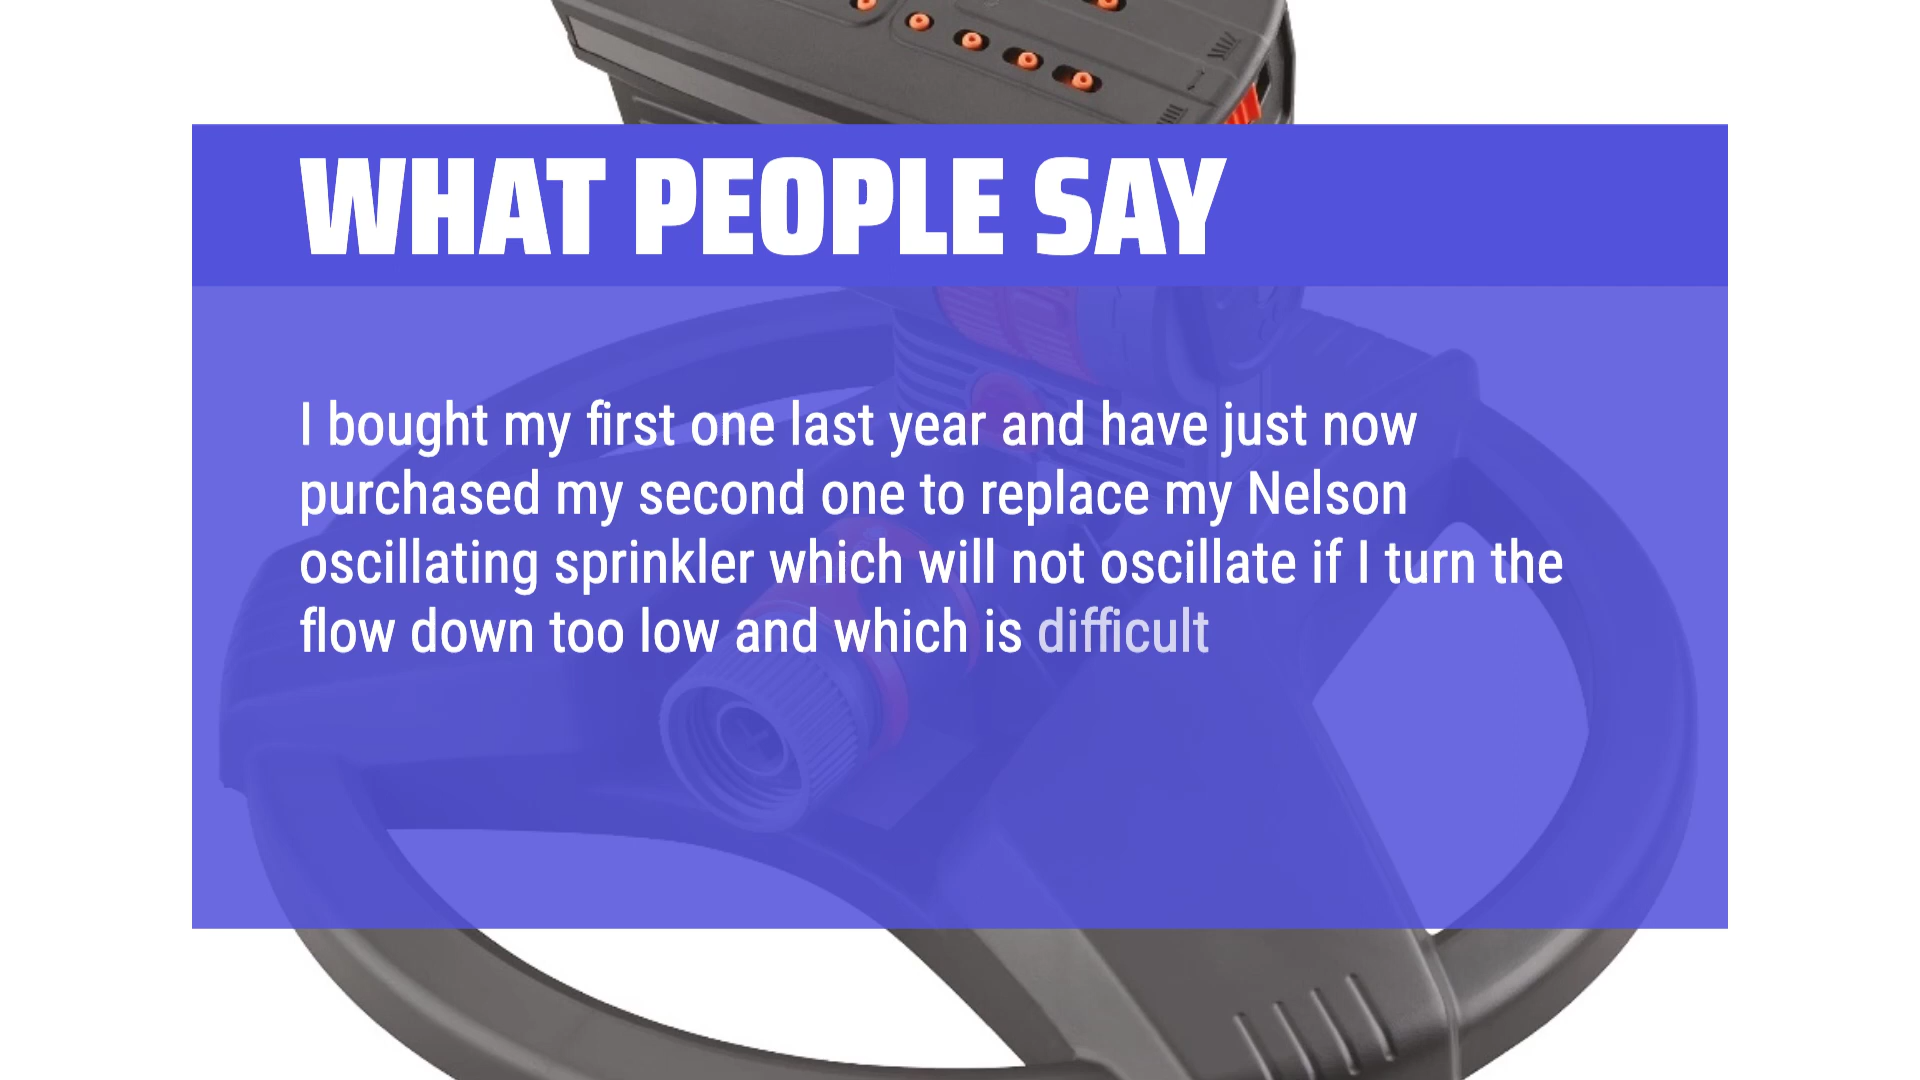 WHAT PEOPLE SAY
I bought my first one last year and have just now
purchased my second one to replace my Nelson
oscillating sprinkler which will not oscillate if I turn the
flow down too low and which is difficult